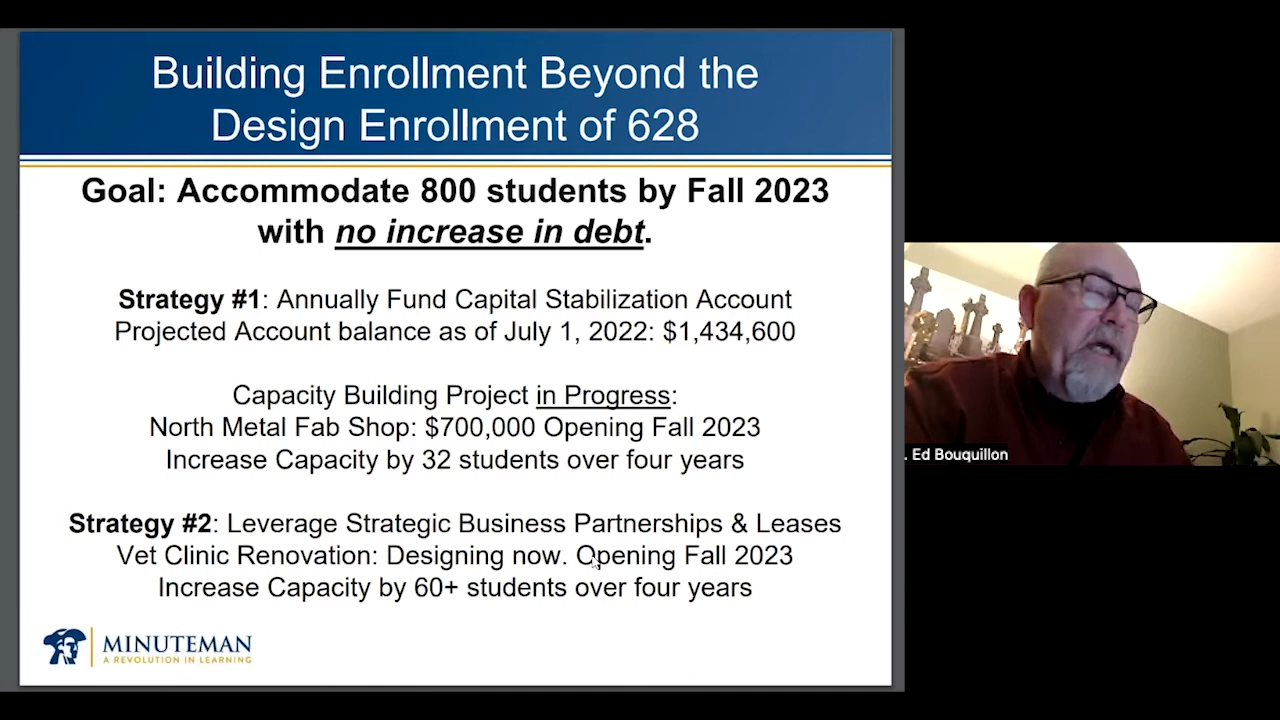 Building Enrollment Beyond the
Design Enrollment of 628
Goal: Accommodate 800 students by Fall 2023
with no increase in debt.
Strategy #1: Annually Fund Capital Stabilization Account
Projected Account balance as of July 1, 2022: $1,434,600
Capacity Building Project in Progress:
North Metal Fab Shop: $700,000 Opening Fall 2023
Increase Capacity by 32 students over four years
Strategy #2: Leverage Strategic Business Partnerships & Leases
Vet Clinic Renovation: Designing now. Opening Fall 2023
Increase Capacity by 60+ students over four years
MINUTEMAN
A REVOLUTION IN LEARNING
. Ed Bouquillon